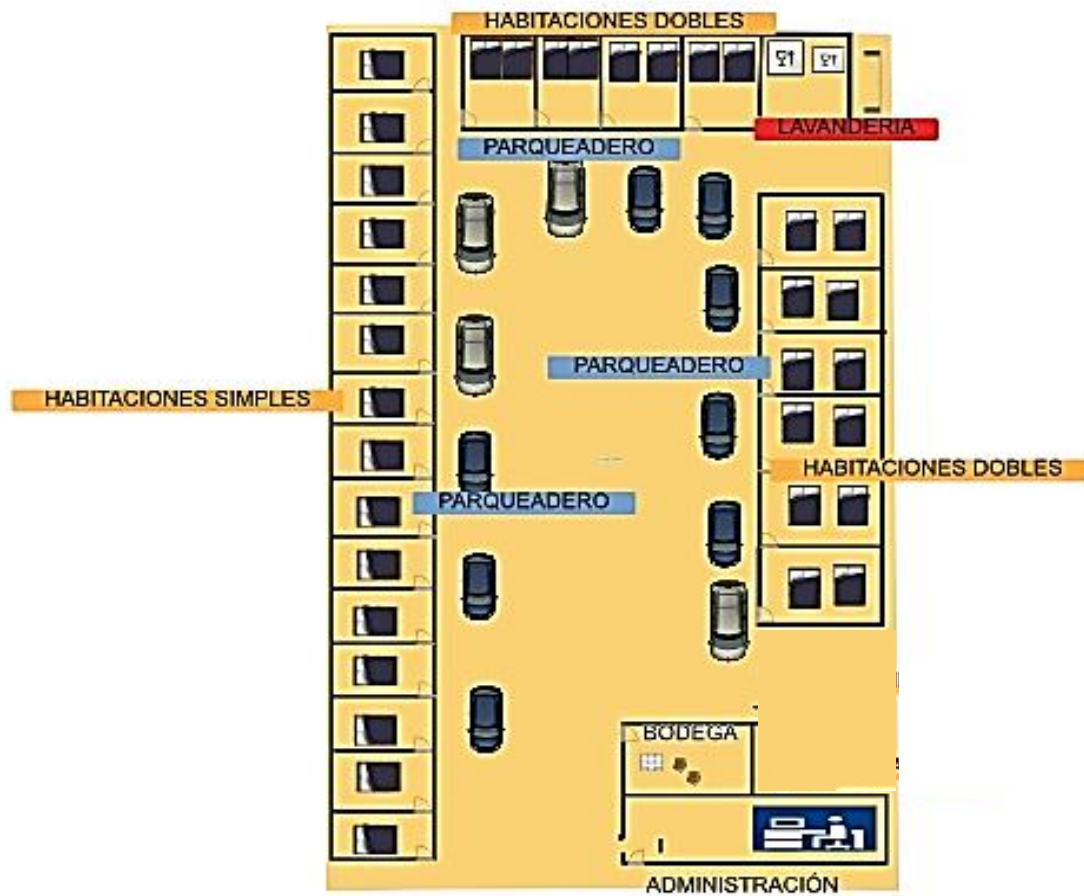 HABITACIONES DOBLES
LAVANDERIA
PARQUEADERO
PARQUEADERO
HABITACIONES SIMPLES
HABITACIONES DOBLES
PARQUEADERO
BODEGA
ADMINISTRACIÓN